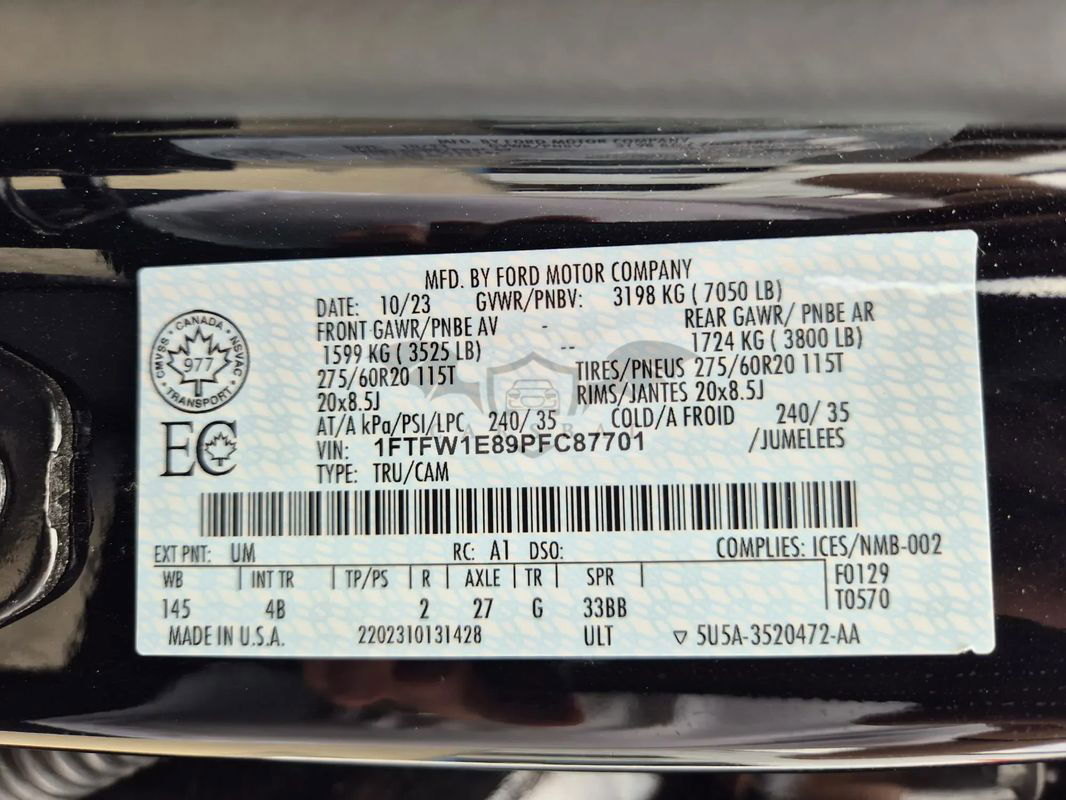 MFD. BY FORD MOTOR COMPANY
DATE: 10/23 GVWR/PNBV: 3198 KG ( 7050 LB)
FRONT GAWR/PNBE AV - REAR GAWR/ PNBE AR
1599 KG ( 3525 LB) -- 1724 KG ( 3800 LB)
275/60R20 115T TIRES/PNEUS 275/60R20 115T
20x8.5J RIMS/JANTES 20x8.5J
AT/A kPa/PSI/LPC 240/ 35 COLD/A FROID 240/ 35
VIN: 1FTFW1E89PFC87701 /JUMELEES
TYPE: TRU/CAM
CANADA
CMVSS NSVAC
977
TRANSPORT
EC
EXT PNT: UM RC: A1 DSO: COMPLIES: ICES/NMB-002
WB INT TR TP/PS R AXLE TR SPR F0129
145 4B 2 27 G 33BB T0570
MADE IN U.S.A. 2202310131428 ULT 5U5A-3520472-AA
MFD. BY FORD MOTOR COMPANY